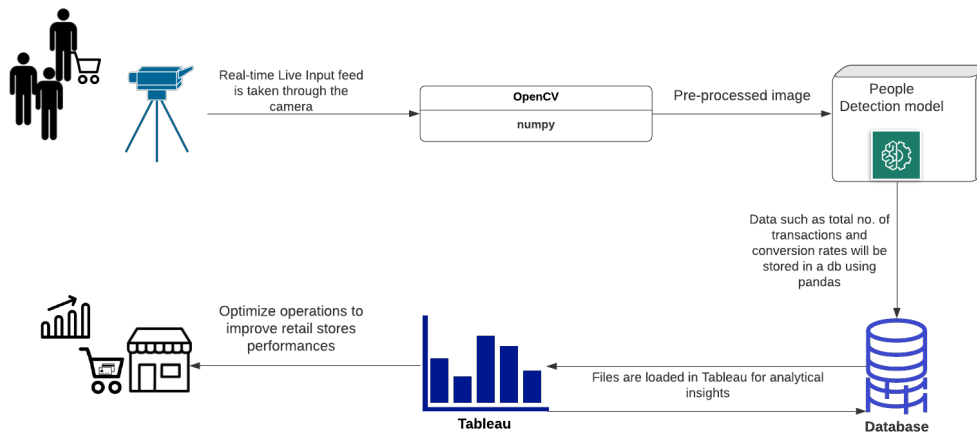 Real-time Live Input feed
is taken through the
camera
OpenCV
numpy
Pre-processed image
People
Detection model
Data such as total no. of
transactions and
conversion rates will be
stored in a db using
pandas
Optimize operations to
improve retail stores
performances
Files are loaded in Tableau for analytical
insights
Tableau
Database